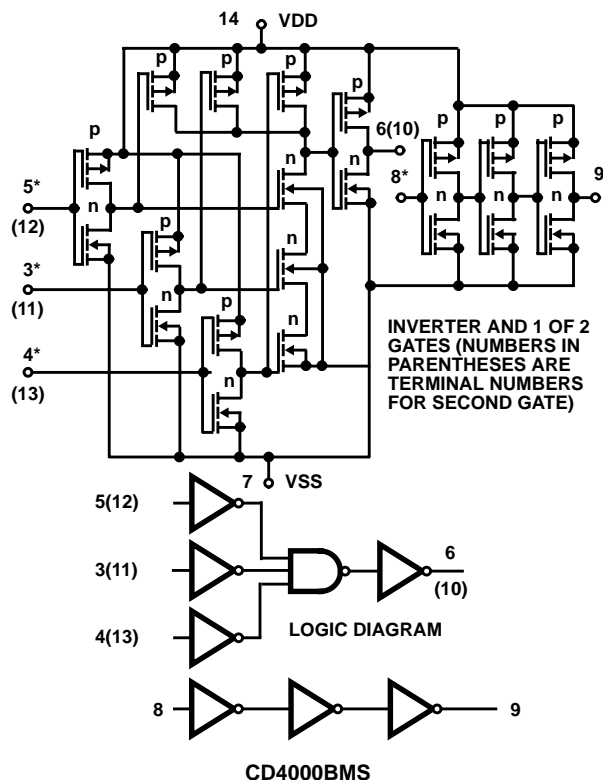 14 VDD
p p p
p
6(10)
p n p p p
5* 8* 9
(12) n n n n n
p
3* n
(11) n p n
4*
(13) n
INVERTER AND 1 OF 2
GATES (NUMBERS IN
PARENTHESES ARE
TERMINAL NUMBERS
FOR SECOND GATE)
7 VSS
5(12)
3(11)
4(13)
6
(10)
LOGIC DIAGRAM
8 9
CD4000BMS